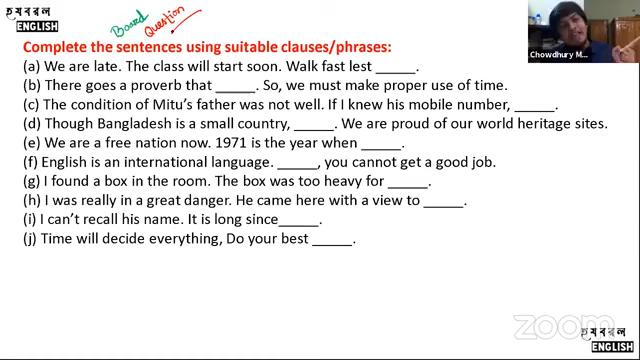 হ য ব র ল
ENGLISH
Board Question
Complete the sentences using suitable clauses/phrases:
(a) We are late. The class will start soon. Walk fast lest _____.
(b) There goes a proverb that _____. So, we must make proper use of time.
(c) The condition of Mitu's father was not well. If I knew his mobile number, _____.
(d) Though Bangladesh is a small country, _____. We are proud of our world heritage sites.
(e) We are a free nation now. 1971 is the year when _____.
(f) English is an international language. _____, you cannot get a good job.
(g) I found a box in the room. The box was too heavy for _____.
(h) I was really in a great danger. He came here with a view to _____.
(i) I can't recall his name. It is long since_____.
(j) Time will decide everything, Do your best _____.
Chowdhury M...
zoom
হ য ব র ল
ENGLISH